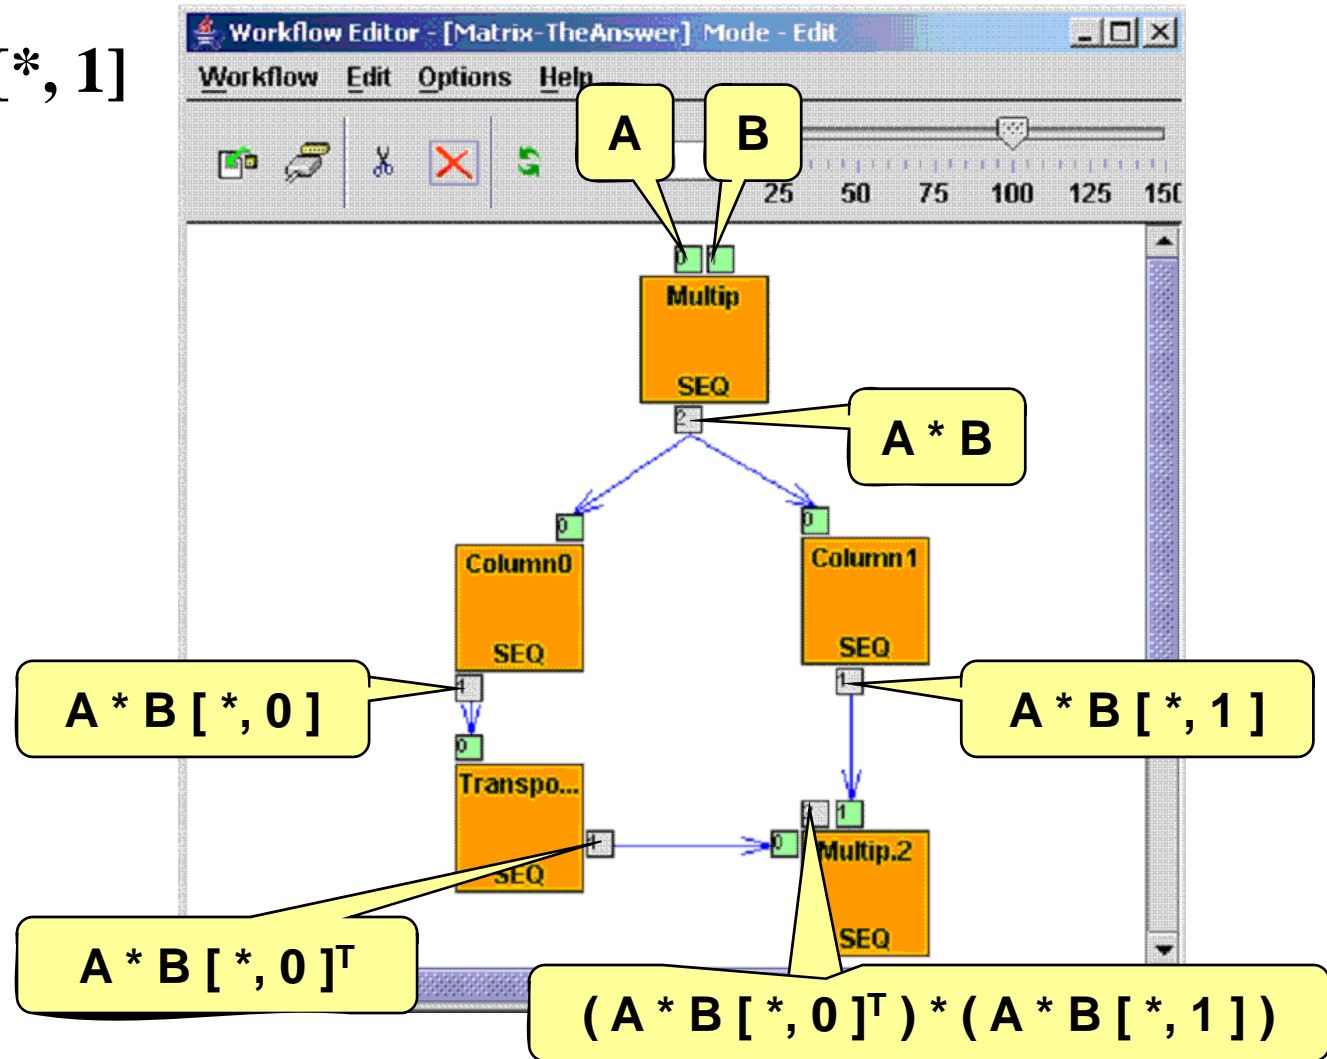 [*, 1]
Workflow Editor - [Matrix-TheAnswer] Mode - Edit
Workflow Edit Options Help
A B
25 50 75 100 125 150
0 1
Multip
SEQ
2
A * B
0 0
Column0 Column1
SEQ SEQ
1 1
A * B [ *, 0 ] A * B [ *, 1 ]
0
Transpo...
1
1 0
Multip.2
SEQ SEQ
A * B [ *, 0 ]ᵀ
( A * B [ *, 0 ]ᵀ ) * ( A * B [ *, 1 ] )